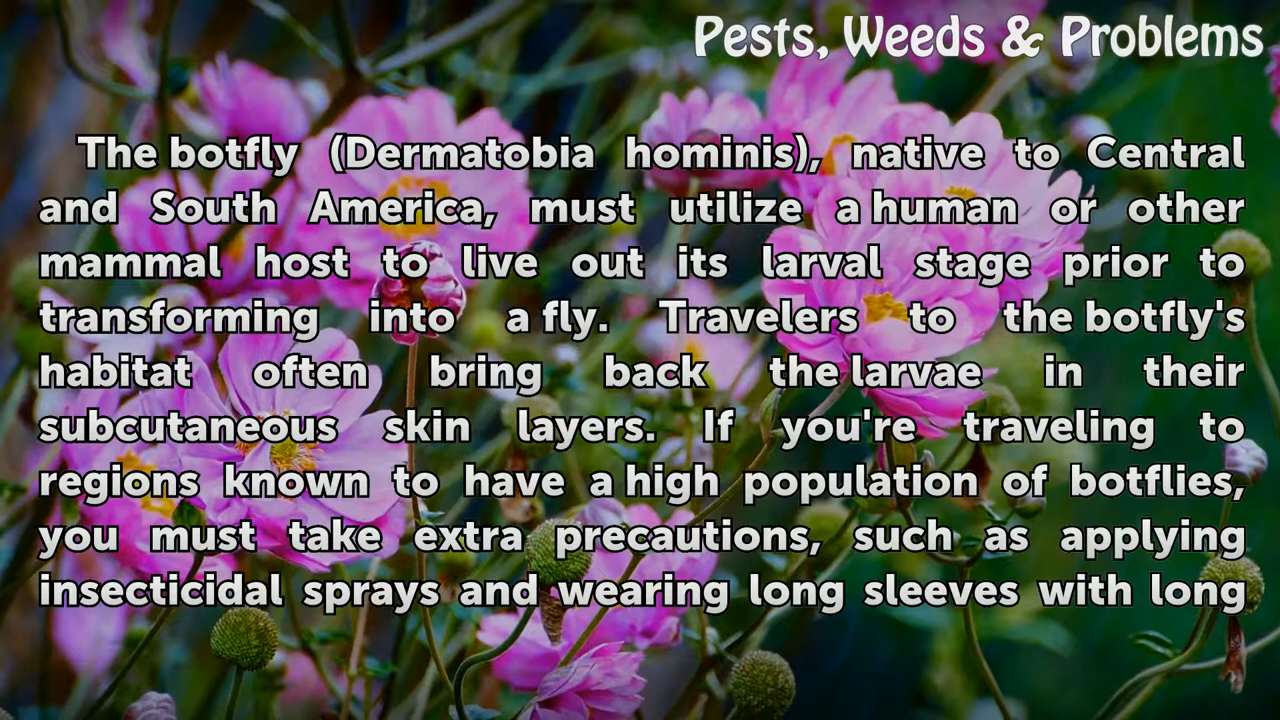 Pests, Weeds & Problems
The botfly (Dermatobia hominis), native to Central
and South America, must utilize a human or other
mammal host to live out its larval stage prior to
transforming into a fly. Travelers to the botfly's
habitat often bring back the larvae in their
subcutaneous skin layers. If you're traveling to
regions known to have a high population of botflies,
you must take extra precautions, such as applying
insecticidal sprays and wearing long sleeves with long